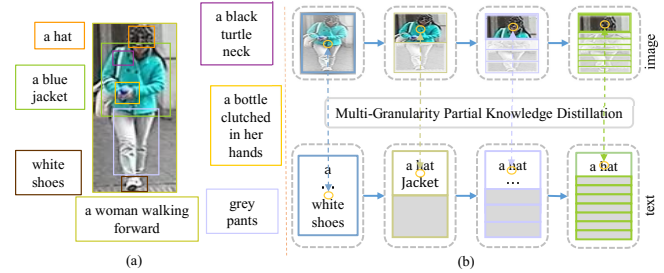 a hat
a black
turtle
neck
a blue
jacket
a bottle
clutched
in her
hands
white
shoes
a woman walking
forward
grey
pants
(a)
image
Multi-Granularity Partial Knowledge Distillation
a
...
white
shoes
a hat
Jacket
a hat
...
a hat
text
(b)